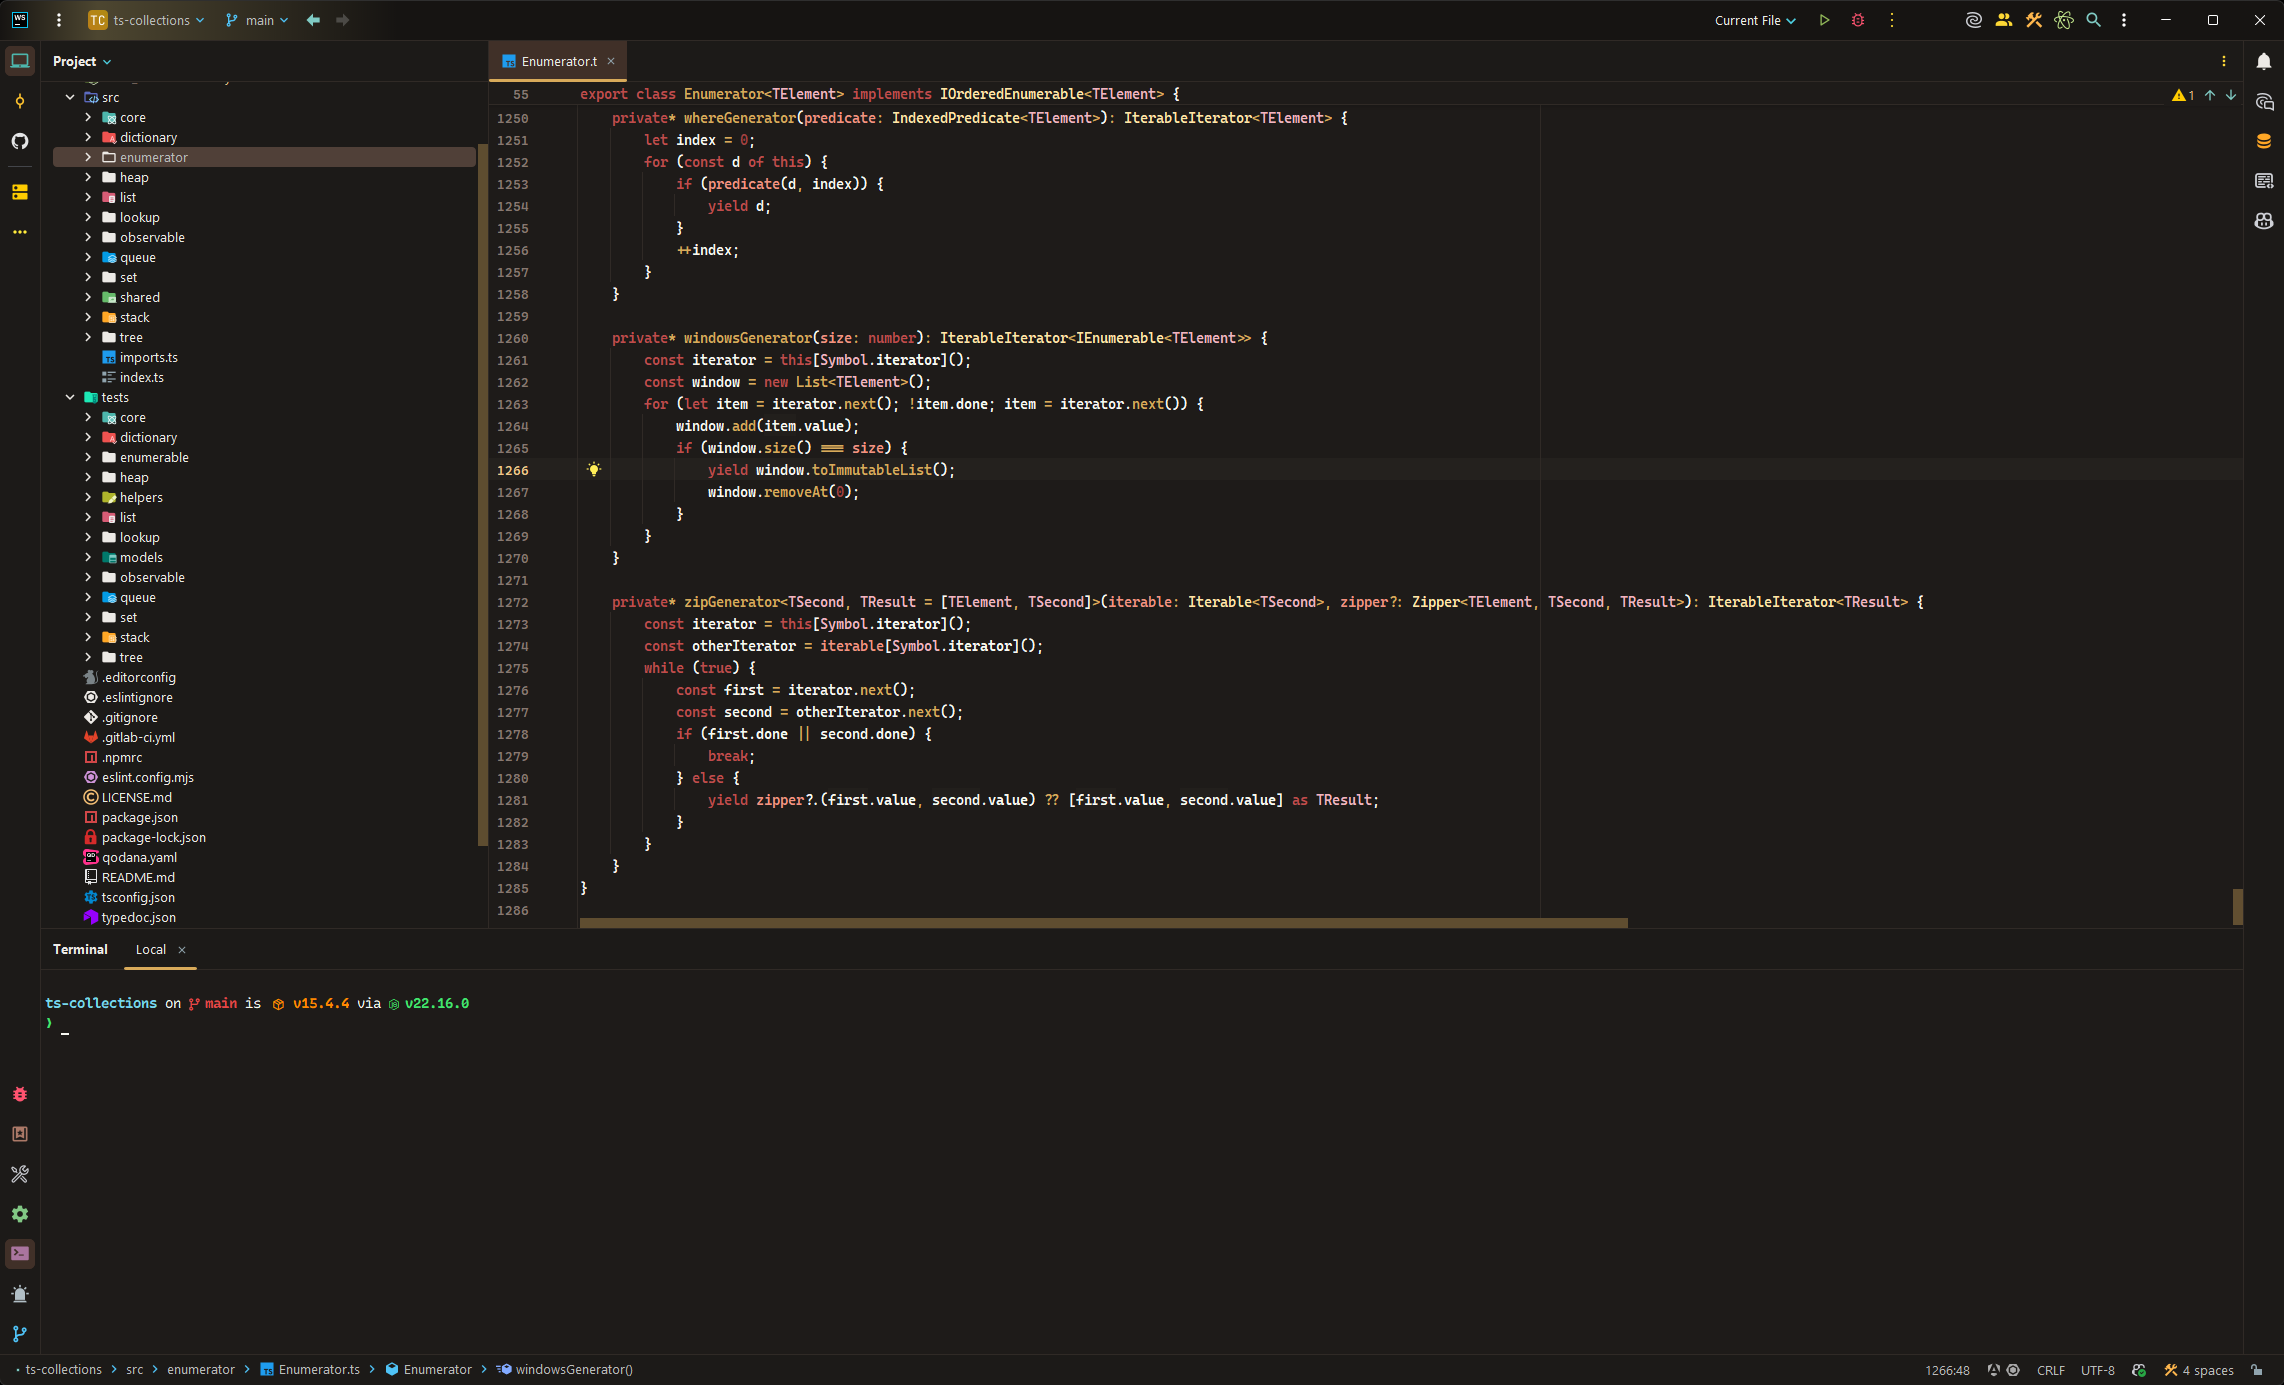 WS TC ts-collections main Current File
Project
Enumerator.t
src
core
dictionary
enumerator
heap
list
lookup
observable
queue
set
shared
stack
tree
imports.ts
index.ts
tests
core
dictionary
enumerable
heap
helpers
list
lookup
models
observable
queue
set
stack
tree
.editorconfig
.eslintignore
.gitignore
.gitlab-ci.yml
.npmrc
eslint.config.mjs
LICENSE.md
package.json
package-lock.json
qodana.yaml
README.md
tsconfig.json
typedoc.json
55 export class Enumerator<TElement> implements IOrderedEnumerable<TElement> {
1
1250 private* whereGenerator(predicate: IndexedPredicate<TElement>): IterableIterator<TElement> {
1251 let index = 0;
1252 for (const d of this) {
1253 if (predicate(d, index)) {
1254 yield d;
1255 }
1256 ++index;
1257 }
1258 }
1259
1260 private* windowsGenerator(size: number): IterableIterator<IEnumerable<TElement>> {
1261 const iterator = this[Symbol.iterator]();
1262 const window = new List<TElement>();
1263 for (let item = iterator.next(); !item.done; item = iterator.next()) {
1264 window.add(item.value);
1265 if (window.size() === size) {
1266 yield window.toImmutableList();
1267 window.removeAt(0);
1268 }
1269 }
1270 }
1271
1272 private* zipGenerator<TSecond, TResult = [TElement, TSecond]>(iterable: Iterable<TSecond>, zipper?: Zipper<TElement, TSecond, TResult>): IterableIterator<TResult> {
1273 const iterator = this[Symbol.iterator]();
1274 const otherIterator = iterable[Symbol.iterator]();
1275 while (true) {
1276 const first = iterator.next();
1277 const second = otherIterator.next();
1278 if (first.done || second.done) {
1279 break;
1280 } else {
1281 yield zipper?.(first.value, second.value) ?? [first.value, second.value] as TResult;
1282 }
1283 }
1284 }
1285 }
1286
Terminal Local
ts-collections on main is v15.4.4 via v22.16.0
❯ _
ts-collections > src > enumerator > Enumerator.ts > Enumerator > windowsGenerator()
1266:48 CRLF UTF-8 4 spaces